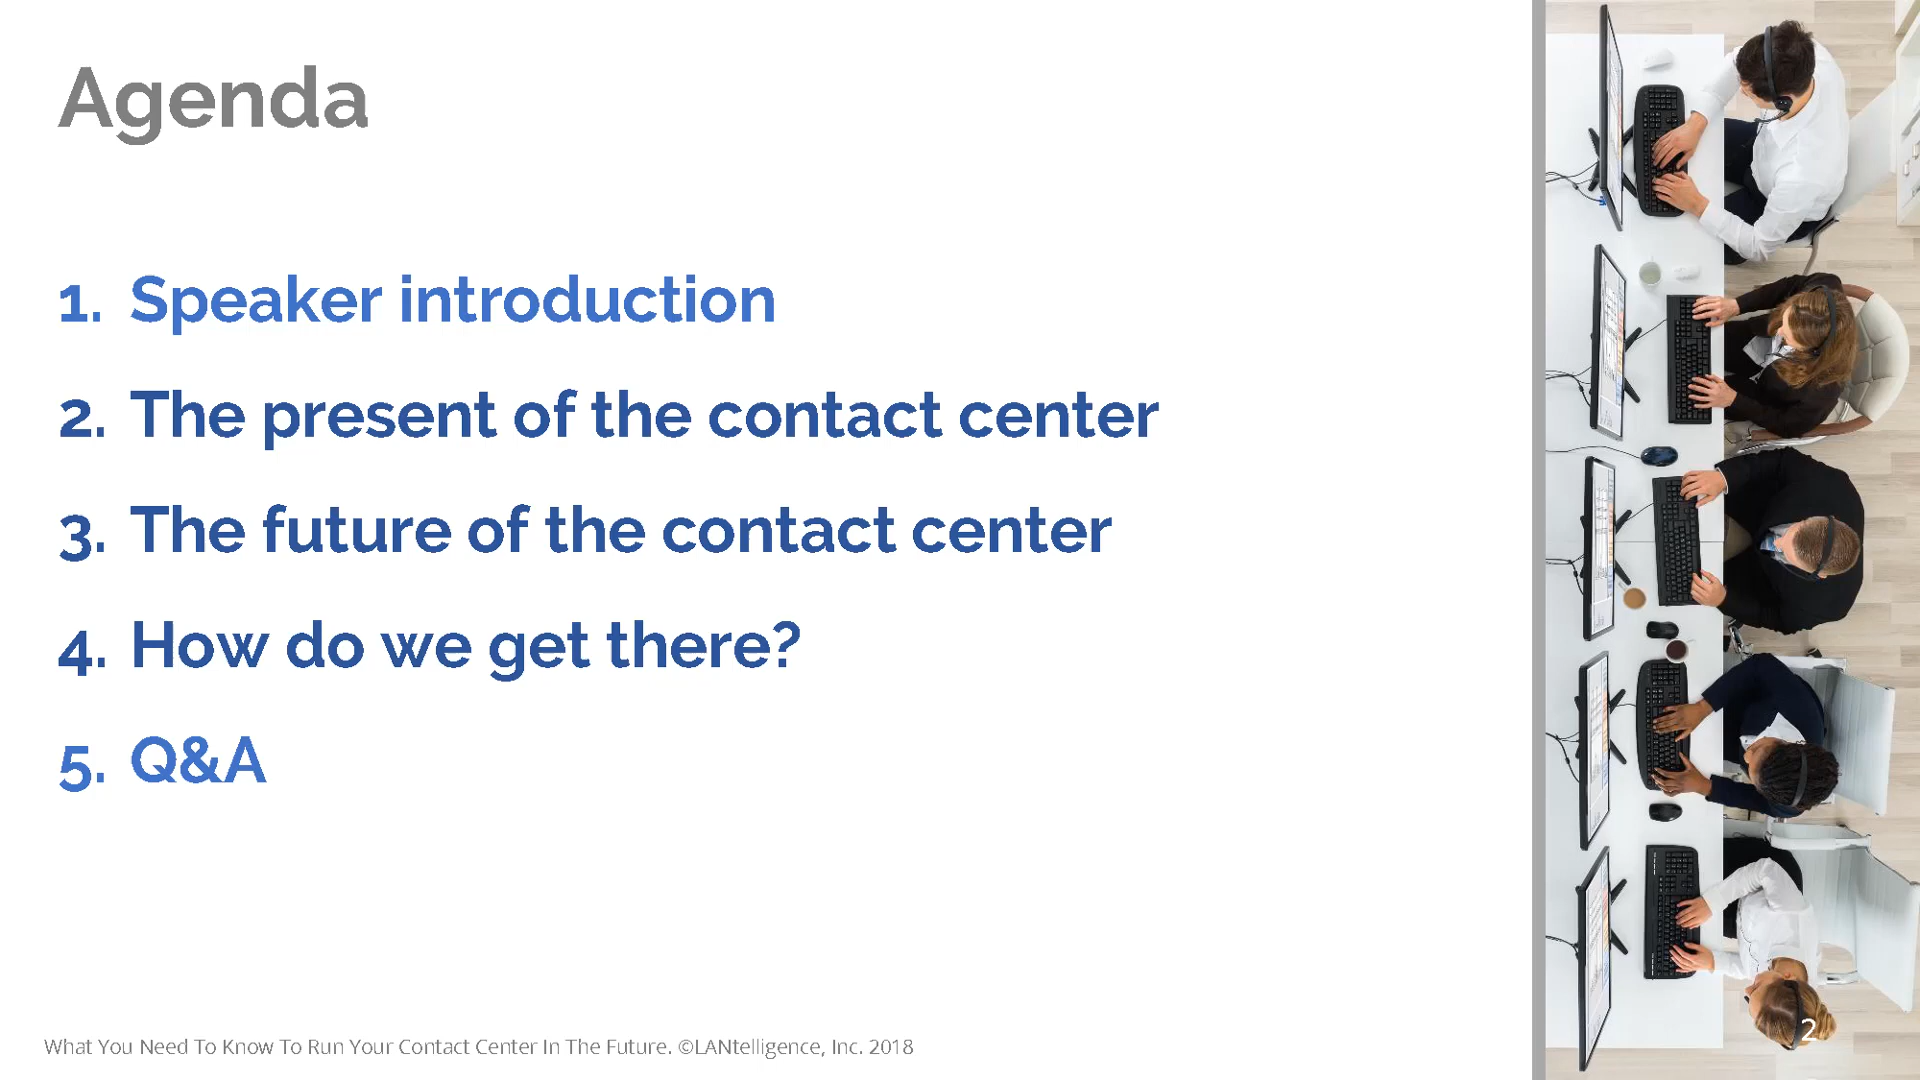 Agenda
1. Speaker introduction
2. The present of the contact center
3. The future of the contact center
4. How do we get there?
5. Q&A
What You Need To Know To Run Your Contact Center In The Future. ©LANtelligence, Inc. 2018
2